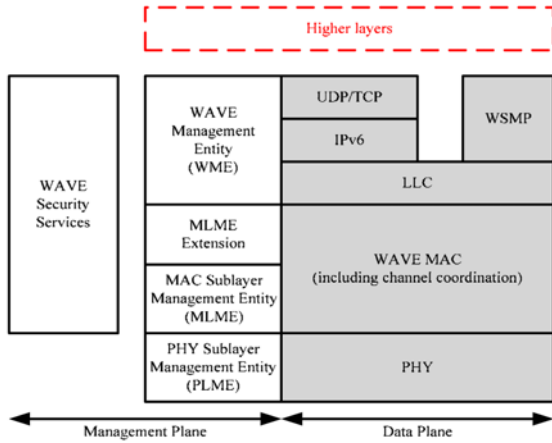 Higher layers
WAVE
Security
Services
WAVE
Management
Entity
(WME)
UDP/TCP
IPv6
WSMP
LLC
MLME
Extension
WAVE MAC
(including channel coordination)
MAC Sublayer
Management Entity
(MLME)
PHY Sublayer
Management Entity
(PLME)
PHY
Management Plane
Data Plane